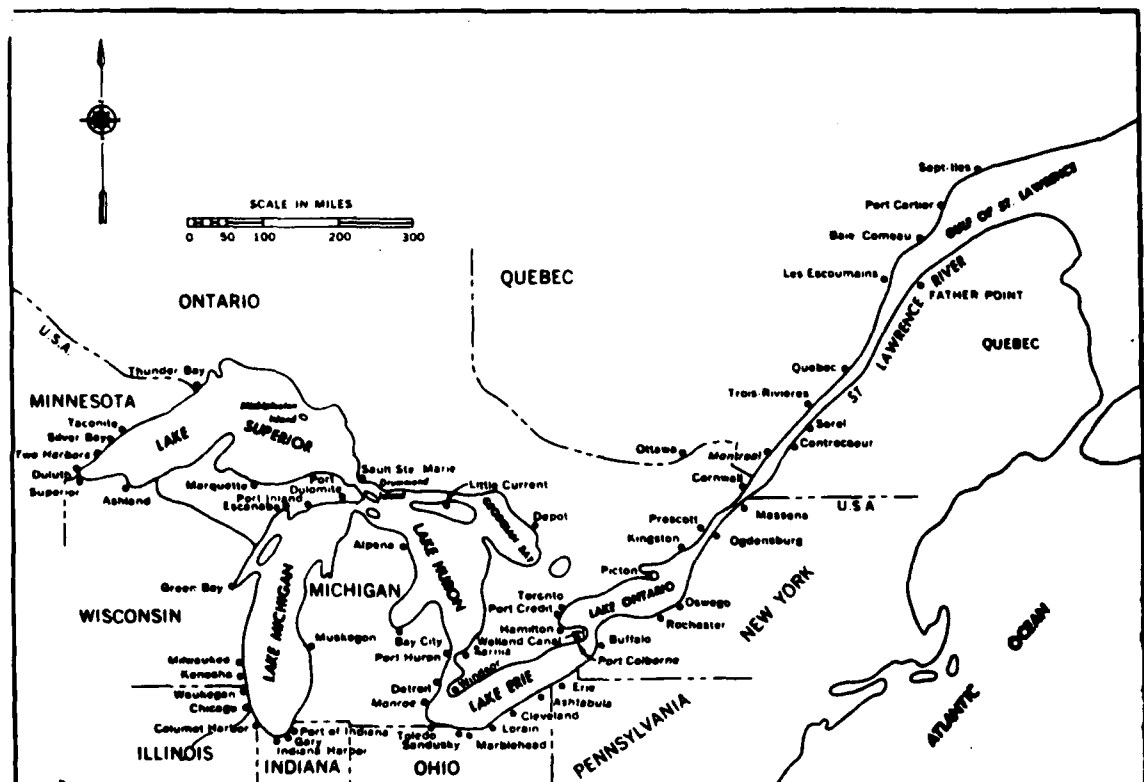 SCALE IN MILES
0 50 100 200 300
Sept-Iles
Port Cartier
GULF OF ST. LAWRENCE
Baie Comeau
Les Escoumains
QUEBEC
ONTARIO
FATHER POINT
ST LAWRENCE RIVER
QUEBEC
U.S.A.
Thunder Bay
Quebec
Trois-Rivieres
MINNESOTA
Island
Taconite
Silver Bay
LAKE SUPERIOR
Sorel
Contrecoeur
Two Harbors
Ottawa
Montreal
Duluth
Superior
Ashland
Marquette
Port Dolomite
Sault Ste. Marie
Drummond
Island
Little Current
Cornwall
Port Inland
Escanaba
GEORGIAN BAY
Depot
Massena
U.S.A
Prescott
Ogdensburg
Alpena
Kingston
LAKE HURON
Picton
Green Bay
MICHIGAN
LAKE MICHIGAN
WISCONSIN
Toronto
Port Credit
LAKE ONTARIO
Oswego
NEW YORK
Rochester
Hamilton
Welland Canal
Buffalo
Muskegon
Bay City
Port Huron
Sarnia
Port Colborne
OCEAN
Milwaukee
Kenosha
Waukegan
Chicago
Detroit
Windsor
LAKE ERIE
Erie
Monroe
Ashtabula
Cleveland
ATLANTIC
Calumet Harbor
Port of Indiana
Gary
Indiana Harbor
Toledo
Sandusky
Lorain
Marblehead
PENNSYLVANIA
ILLINOIS
INDIANA
OHIO